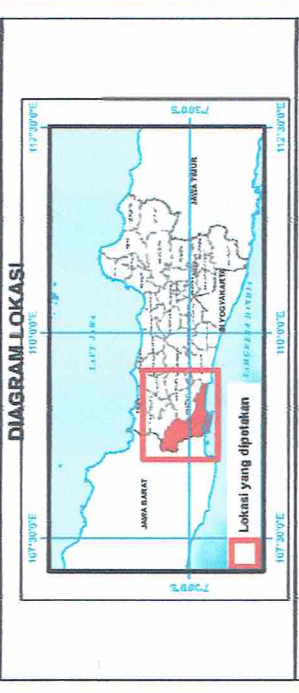 DIAGRAM LOKASI
107°30'0"E 110°0'0"E 112°30'0"E
LAUT JAWA
JAWA BARAT
JAWA TIMUR
7°30'0"S 7°30'0"S
DI YOGYAKARTA
SAMUDERA HINDIA
Lokasi yang dipetakan
107°30'0"E 110°0'0"E 112°30'0"E